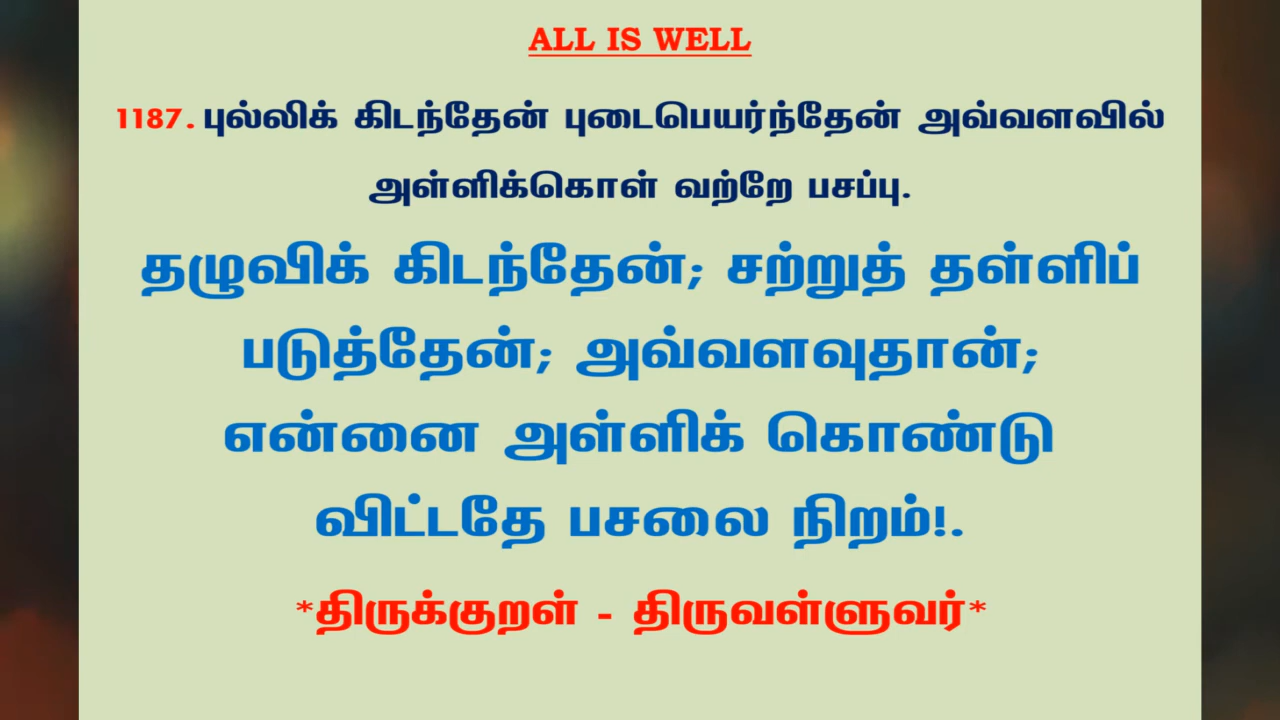 ALL IS WELL
1187. புல்லிக் கிடந்தேன் புடைபெயர்ந்தேன் அவ்வளவில்
அள்ளிக்கொள் வற்றே பசப்பு.
தழுவிக் கிடந்தேன்; சற்றுத் தள்ளிப்
படுத்தேன்; அவ்வளவுதான்;
என்னை அள்ளிக் கொண்டு
விட்டதே பசலை நிறம்!.
*திருக்குறள் - திருவள்ளுவர்*